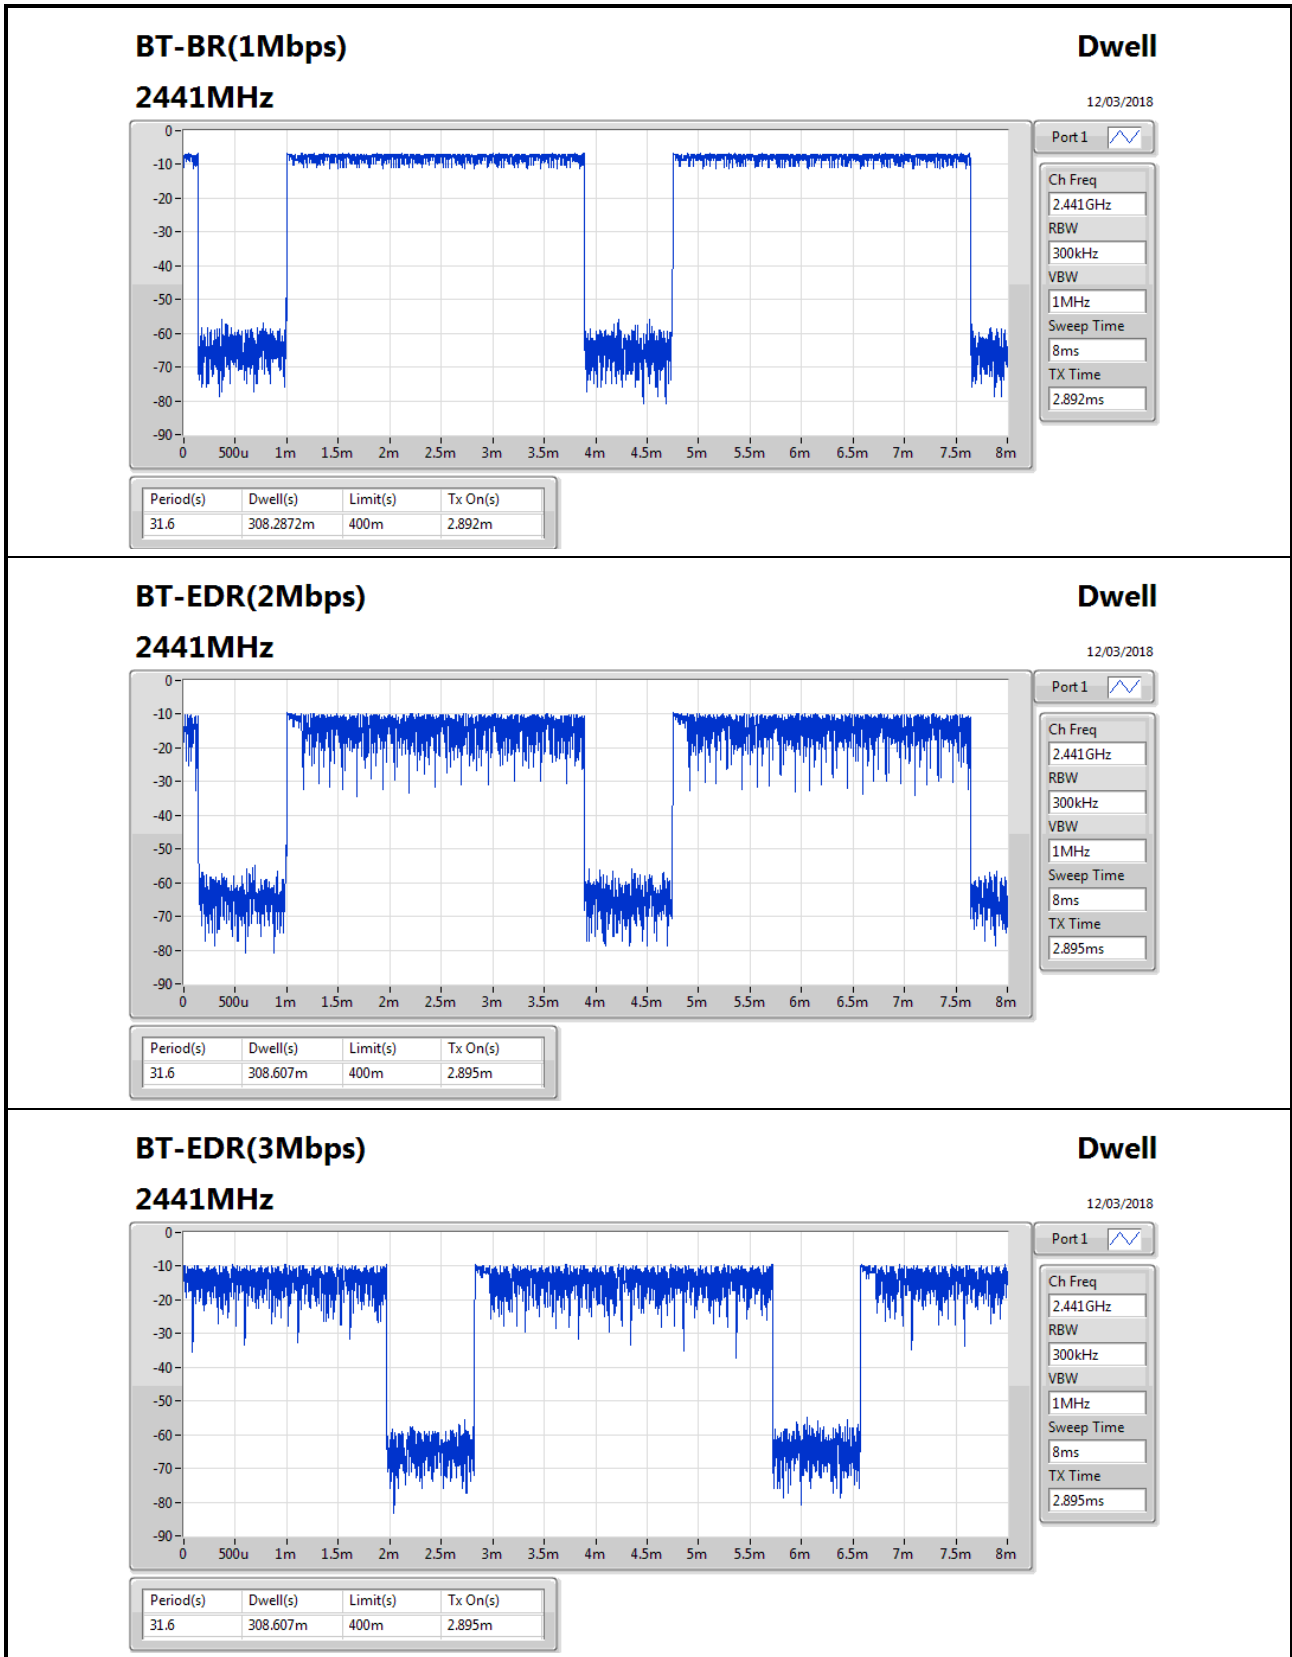 BT-BR(1Mbps) Dwell
2441MHz 12/03/2018
Port 1
0
-10
-20
-30
-40
-50
-60
-70
-80
-90
0 500u 1m 1.5m 2m 2.5m 3m 3.5m 4m 4.5m 5m 5.5m 6m 6.5m 7m 7.5m 8m
Ch Freq
2.441GHz
RBW
300kHz
VBW
1MHz
Sweep Time
8ms
TX Time
2.892ms
Period(s) Dwell(s) Limit(s) Tx On(s)
31.6 308.2872m 400m 2.892m
BT-EDR(2Mbps) Dwell
2441MHz 12/03/2018
Port 1
0
-10
-20
-30
-40
-50
-60
-70
-80
-90
0 500u 1m 1.5m 2m 2.5m 3m 3.5m 4m 4.5m 5m 5.5m 6m 6.5m 7m 7.5m 8m
Ch Freq
2.441GHz
RBW
300kHz
VBW
1MHz
Sweep Time
8ms
TX Time
2.895ms
Period(s) Dwell(s) Limit(s) Tx On(s)
31.6 308.607m 400m 2.895m
BT-EDR(3Mbps) Dwell
2441MHz 12/03/2018
Port 1
0
-10
-20
-30
-40
-50
-60
-70
-80
-90
0 500u 1m 1.5m 2m 2.5m 3m 3.5m 4m 4.5m 5m 5.5m 6m 6.5m 7m 7.5m 8m
Ch Freq
2.441GHz
RBW
300kHz
VBW
1MHz
Sweep Time
8ms
TX Time
2.895ms
Period(s) Dwell(s) Limit(s) Tx On(s)
31.6 308.607m 400m 2.895m